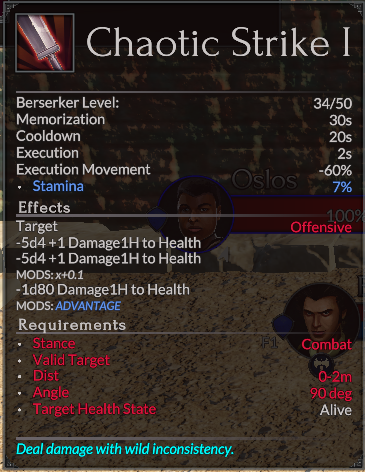 Chaotic Strike I
Berserker Level: 34/50
Memorization 30s
Cooldown 20s
Execution 2s
Execution Movement -60%
• Stamina 7%
Oslos
Effects
100%
Target Offensive
-5d4 +1 Damage1H to Health
-5d4 +1 Damage1H to Health
MODS: x+0.1
-1d80 Damage1H to Health
MODS: ADVANTAGE
Requirements
F1
• Stance Combat
• Valid Target
• Dist 0-2m
• Angle 90 deg
• Target Health State Alive
Deal damage with wild inconsistency.